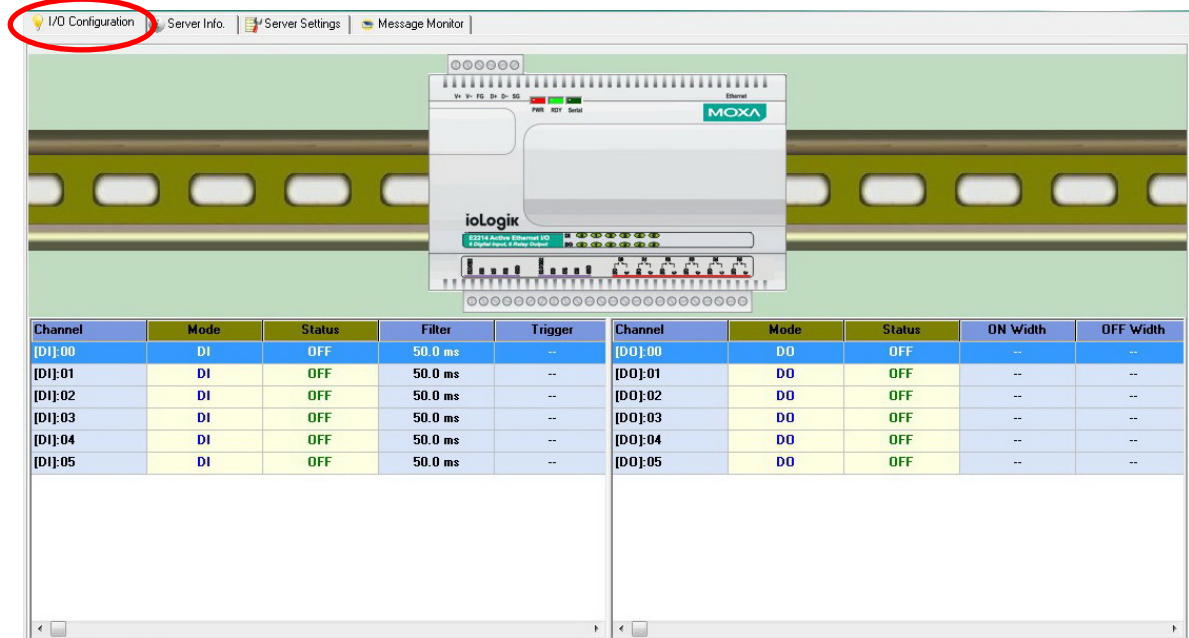 I/O Configuration Server Info. Server Settings Message Monitor
V+ V- FG D+ D- SG
Ethernet
PWR RDY Serial
MOXA
ioLogik
E2214 Active Ethernet I/O
6 Digital Input, 6 Relay Output
DI
DO
Channel Mode Status Filter Trigger Channel Mode Status ON Width OFF Width
[DI]:00 DI OFF 50.0 ms -- [DO]:00 DO OFF -- --
[DI]:01 DI OFF 50.0 ms -- [DO]:01 DO OFF -- --
[DI]:02 DI OFF 50.0 ms -- [DO]:02 DO OFF -- --
[DI]:03 DI OFF 50.0 ms -- [DO]:03 DO OFF -- --
[DI]:04 DI OFF 50.0 ms -- [DO]:04 DO OFF -- --
[DI]:05 DI OFF 50.0 ms -- [DO]:05 DO OFF -- --